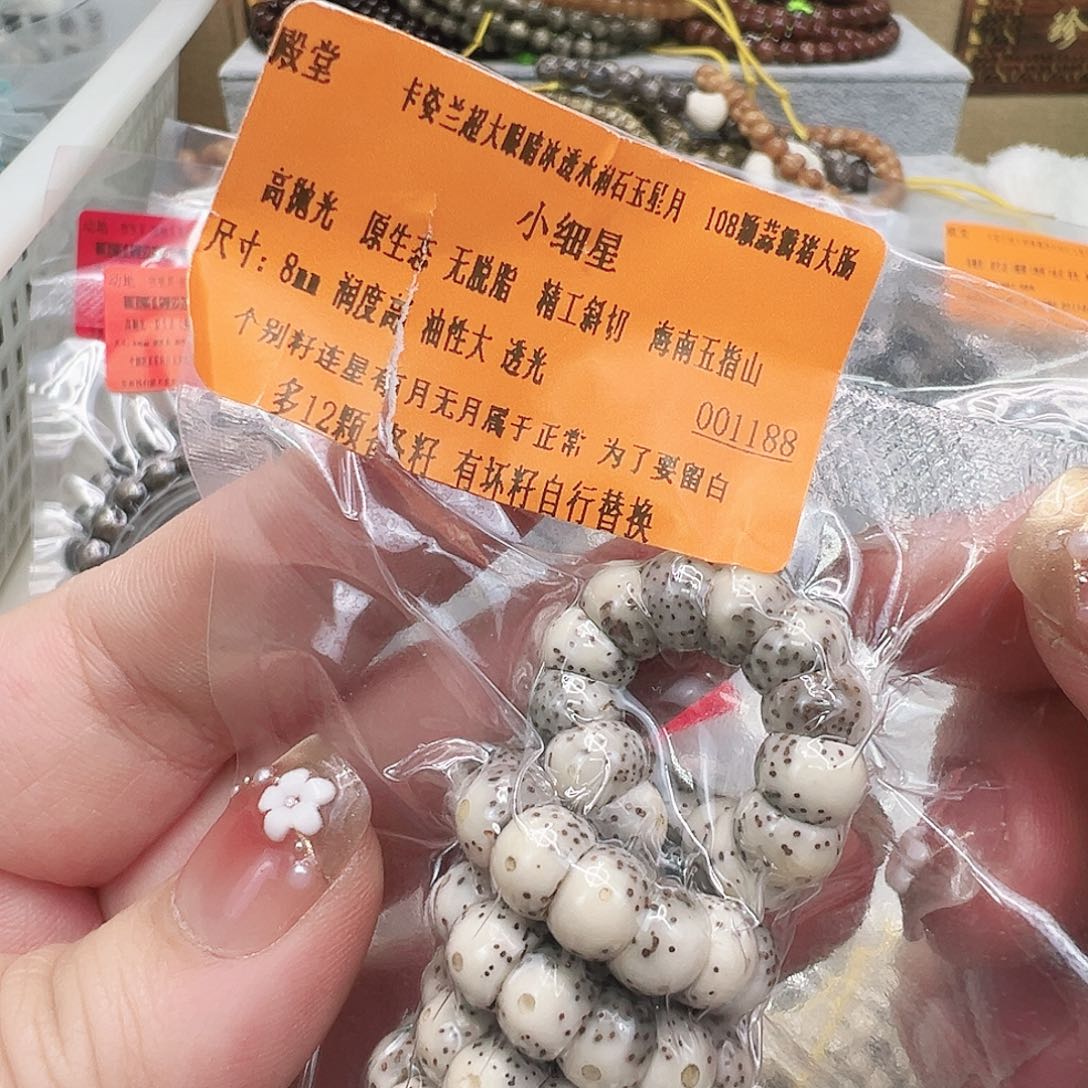 殿堂
卡姿兰超大眼暗冰透水润石玉星月 108颗蒜瓣猪大肠
小细星
高抛光 原生态 无脱脂 精工斜切 海南五指山
尺寸：8mm 润度高 油性大 透光
001188
个别籽连星有月无月属于正常 为了要留白
多12颗备籽 有坏籽自行替换
珍